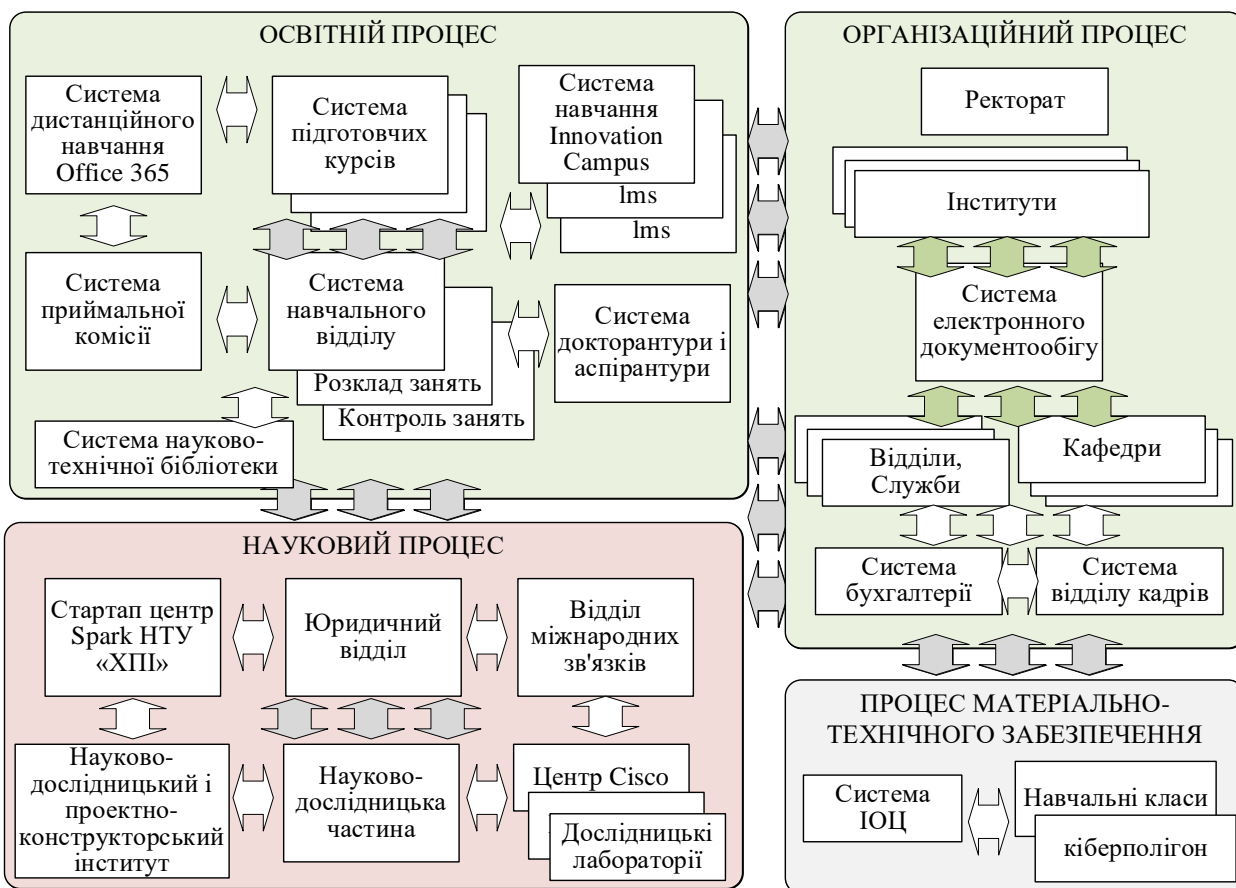 ОСВІТНІЙ ПРОЦЕС
Система
дистанційного
навчання
Office 365
Система
підготовчих
курсів
Система
навчання
Innovation
Campus
lms
lms
Система
приймальної
комісії
Система
навчального
відділу
Розклад занять
Контроль занять
Система
докторантури і
аспірантури
Система науково-
технічної бібліотеки
ОРГАНІЗАЦІЙНИЙ ПРОЦЕС
Ректорат
Інститути
Система
електронного
документообігу
Відділи,
Служби
Кафедри
Система
бухгалтерії
Система
відділу кадрів
НАУКОВИЙ ПРОЦЕС
Стартап центр
Spark НТУ
«ХПІ»
Юридичний
відділ
Відділ
міжнародних
зв'язків
Науково-
дослідницький і
проектно-
конструкторський
інститут
Науково-
дослідницька
частина
Центр Cisco
Дослідницькі
лабораторії
ПРОЦЕС МАТЕРІАЛЬНО-
ТЕХНІЧНОГО ЗАБЕЗПЕЧЕННЯ
Система
ІОЦ
Навчальні класи
кіберполігон